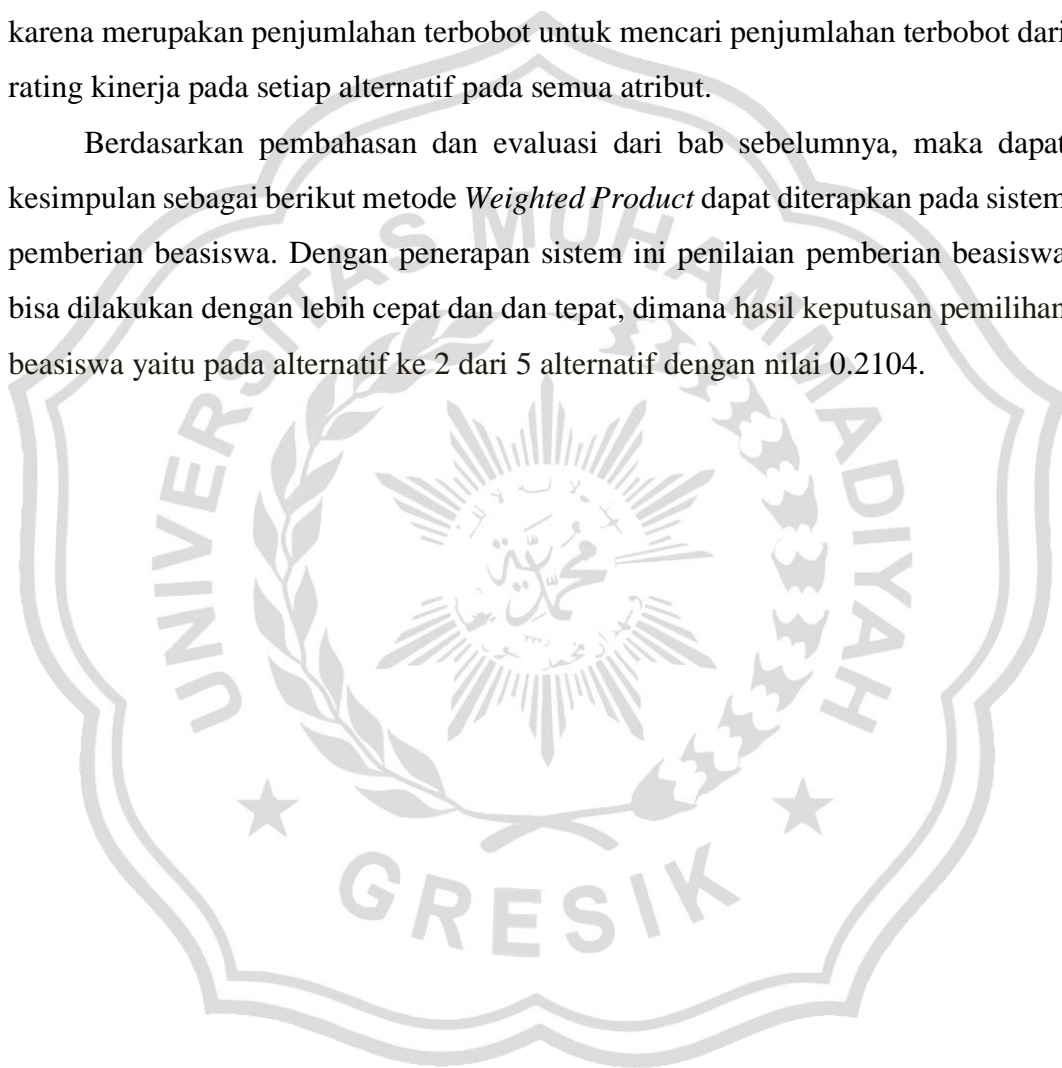 karena merupakan penjumlahan terbobot untuk mencari penjumlahan terbobot dari
rating kinerja pada setiap alternatif pada semua atribut.
Berdasarkan pembahasan dan evaluasi dari bab sebelumnya, maka dapat
kesimpulan sebagai berikut metode Weighted Product dapat diterapkan pada sistem
pemberian beasiswa. Dengan penerapan sistem ini penilaian pemberian beasiswa
bisa dilakukan dengan lebih cepat dan dan tepat, dimana hasil keputusan pemilihan
beasiswa yaitu pada alternatif ke 2 dari 5 alternatif dengan nilai 0.2104.
UNIVERSITAS MUHAMMADIYAH
GRESIK